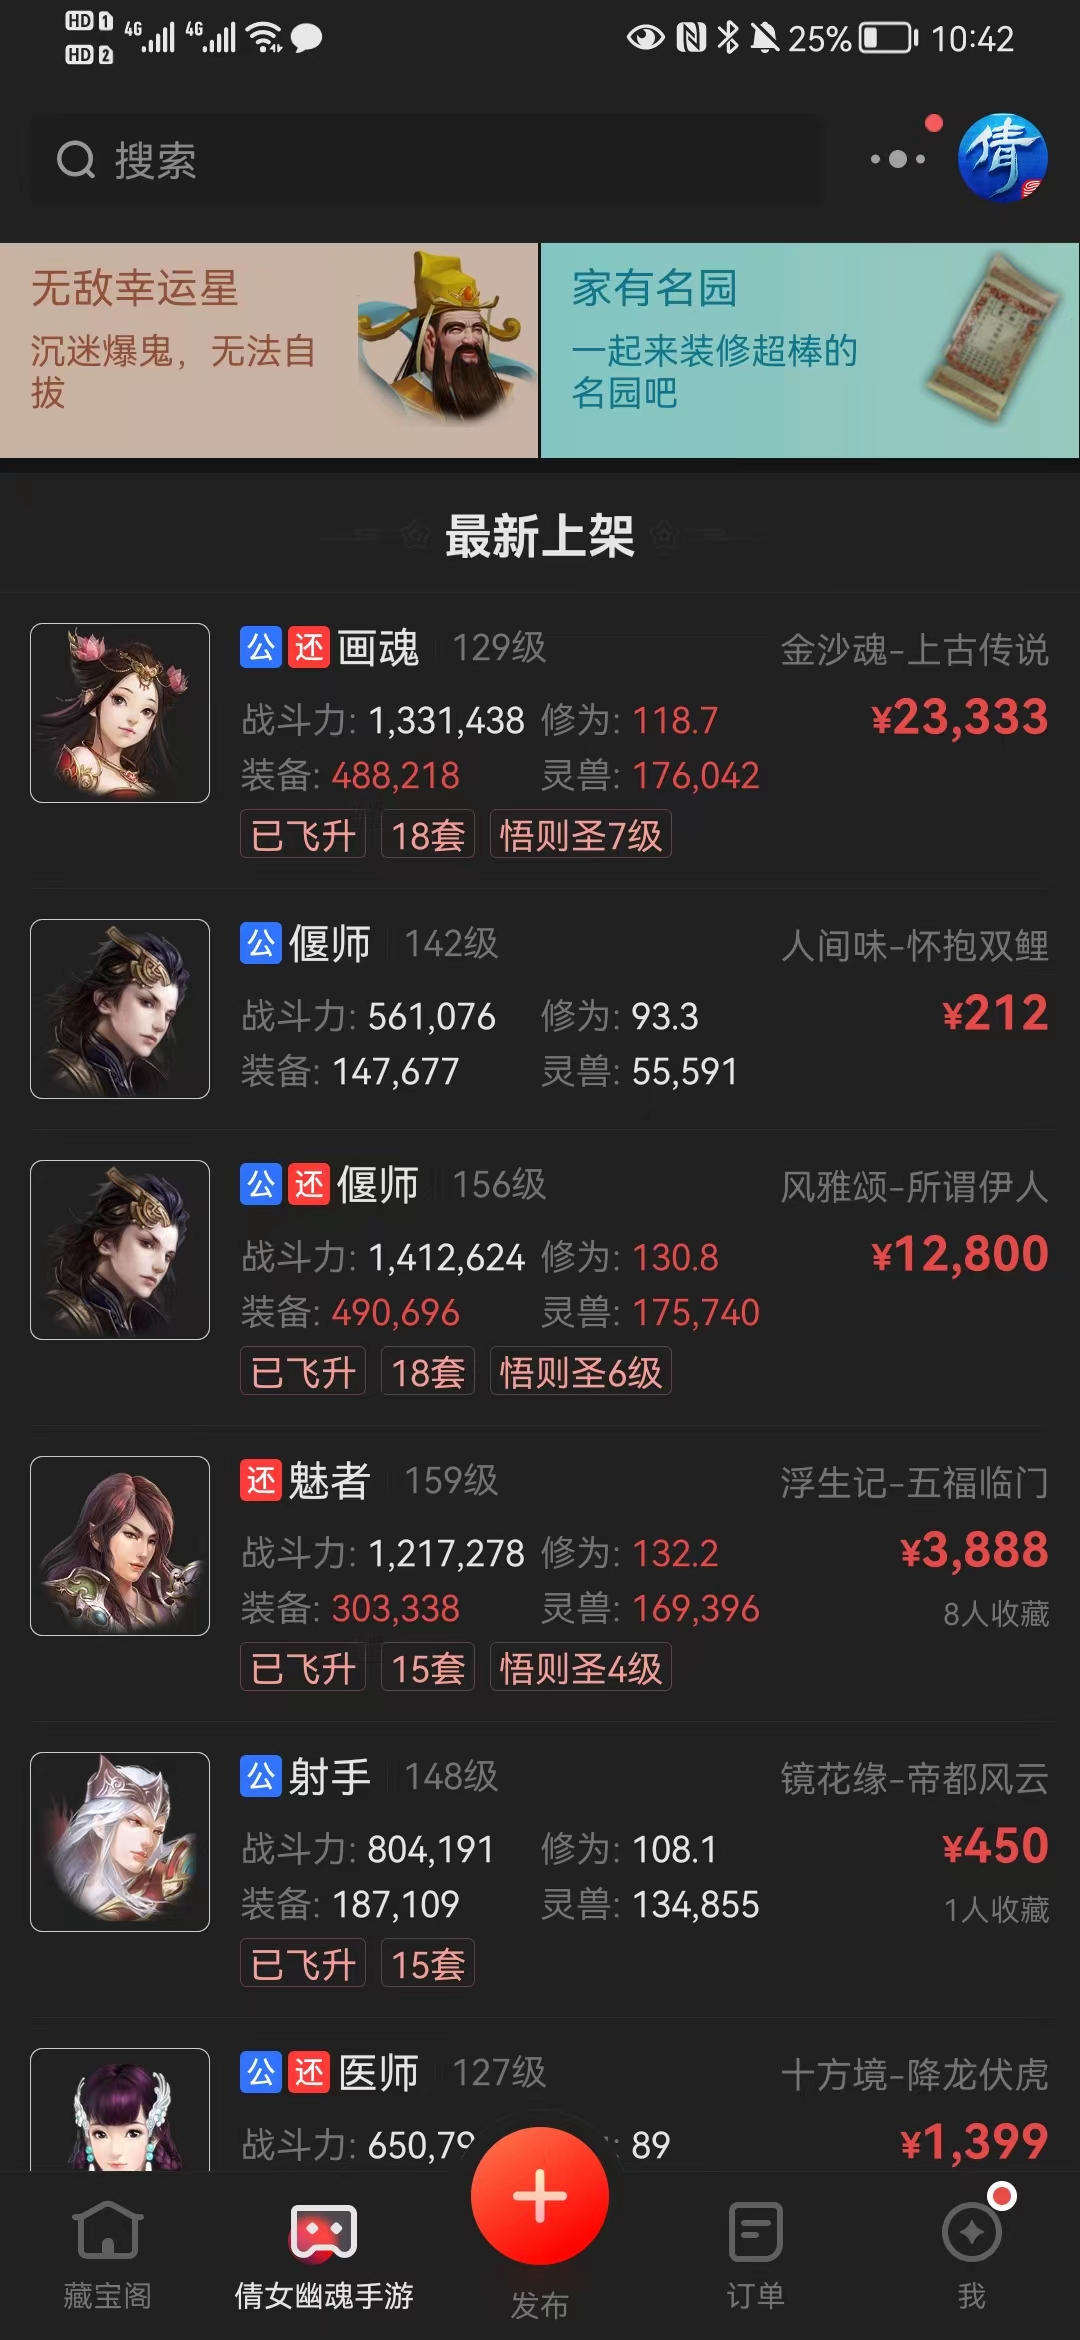 HD 1 4G 4G 25% 10:42
HD 2
搜索
倩
无敌幸运星
沉迷爆鬼，无法自
拔
家有名园
一起来装修超棒的
名园吧
最新上架
公 还 画魂 129级 金沙魂-上古传说
战斗力: 1,331,438 修为: 118.7 ¥23,333
装备: 488,218 灵兽: 176,042
已飞升 18套 悟则圣7级
公 偃师 142级 人间味-怀抱双鲤
战斗力: 561,076 修为: 93.3 ¥212
装备: 147,677 灵兽: 55,591
公 还 偃师 156级 风雅颂-所谓伊人
战斗力: 1,412,624 修为: 130.8 ¥12,800
装备: 490,696 灵兽: 175,740
已飞升 18套 悟则圣6级
还 魅者 159级 浮生记-五福临门
战斗力: 1,217,278 修为: 132.2 ¥3,888
装备: 303,338 灵兽: 169,396 8人收藏
已飞升 15套 悟则圣4级
公 射手 148级 镜花缘-帝都风云
战斗力: 804,191 修为: 108.1 ¥450
装备: 187,109 灵兽: 134,855 1人收藏
已飞升 15套
公 还 医师 127级 十方境-降龙伏虎
战斗力: 650,79 : 89 ¥1,399
藏宝阁 倩女幽魂手游 发布 订单 我